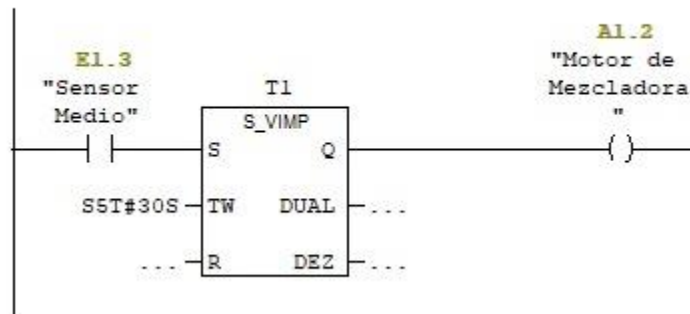 E1.3
"Sensor
Medio"
T1
A1.2
"Motor de
Mezcladora
"
S_VIMP
S Q
S5T#30S TW DUAL ...
... R DEZ ...